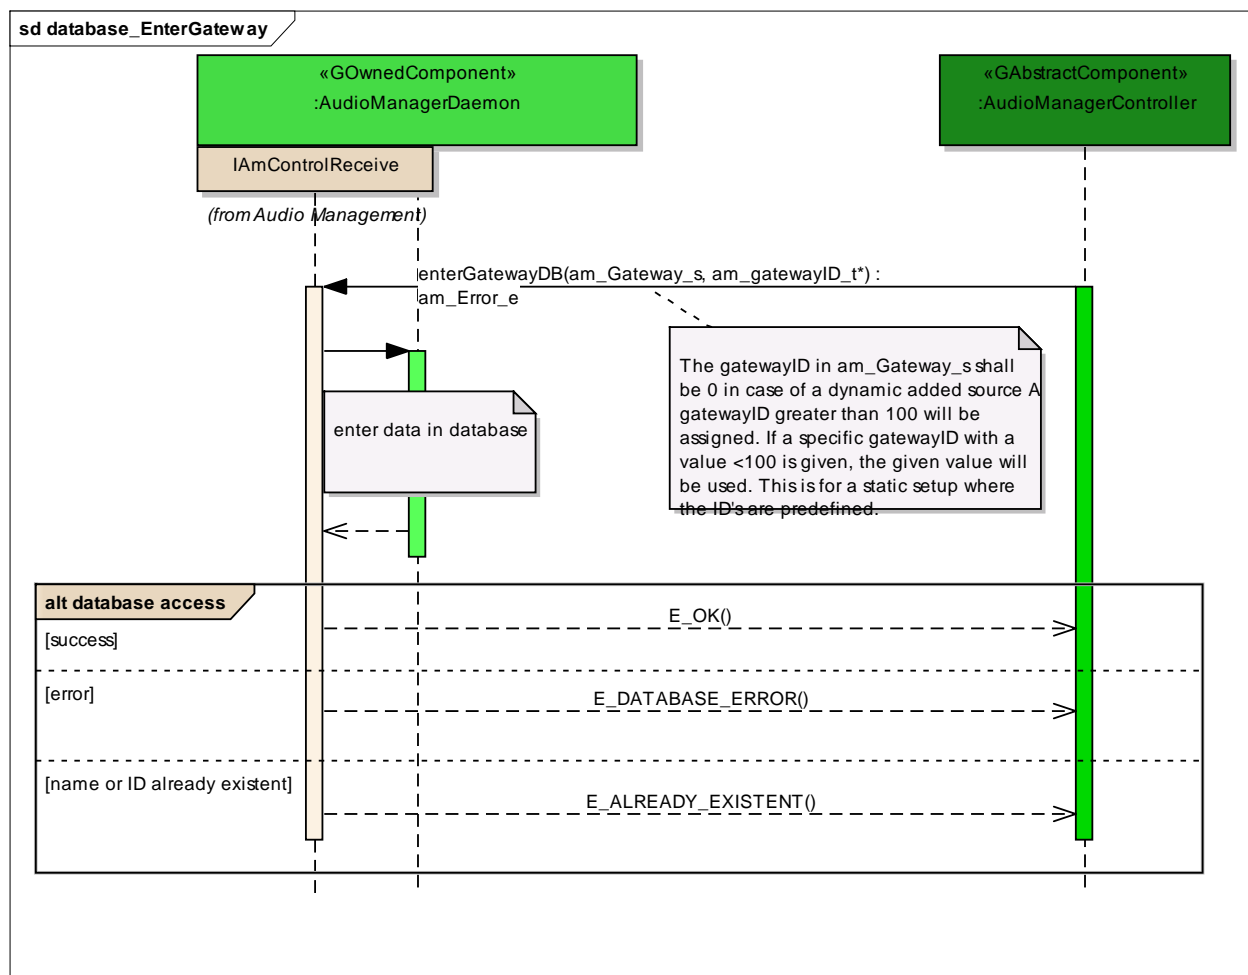 sd database_EnterGateway
«GOwnedComponent»
:AudioManagerDaemon
«GAbstractComponent»
:AudioManagerController
IAmControlReceive
(from Audio Management)
enterGatewayDB(am_Gateway_s, am_gatewayID_t*) :
am_Error_e
The gatewayID in am_Gateway_s shall
be 0 in case of a dynamic added source A
gatewayID greater than 100 will be
assigned. If a specific gatewayID with a
value <100 is given, the given value will
be used. This is for a static setup where
the ID's are predefined.
enter data in database
alt database access
E_OK()
[success]
[error]
E_DATABASE_ERROR()
[name or ID already existent]
E_ALREADY_EXISTENT()